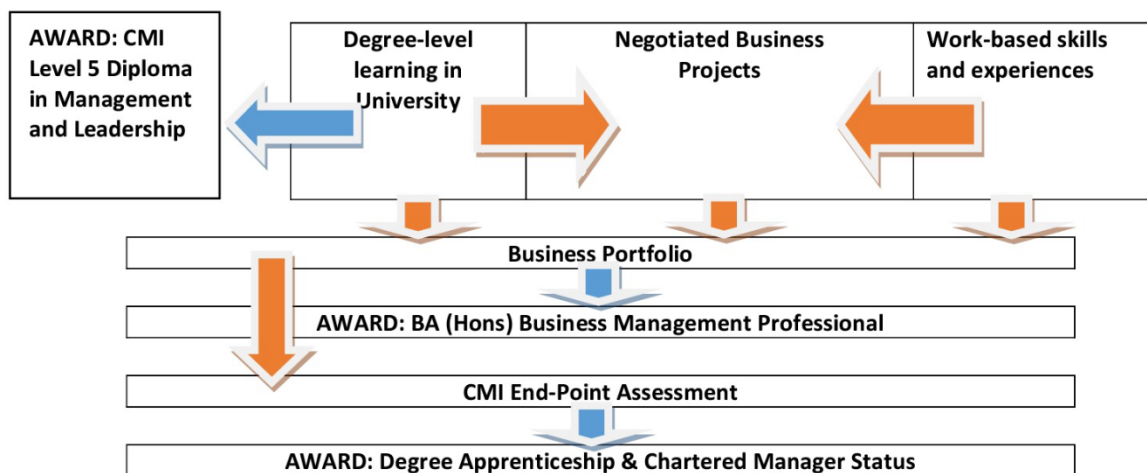 AWARD: CMI
Level 5 Diploma
in Management
and Leadership
Degree-level
learning in
University
Negotiated Business
Projects
Work-based skills
and experiences
Business Portfolio
AWARD: BA (Hons) Business Management Professional
CMI End-Point Assessment
AWARD: Degree Apprenticeship & Chartered Manager Status